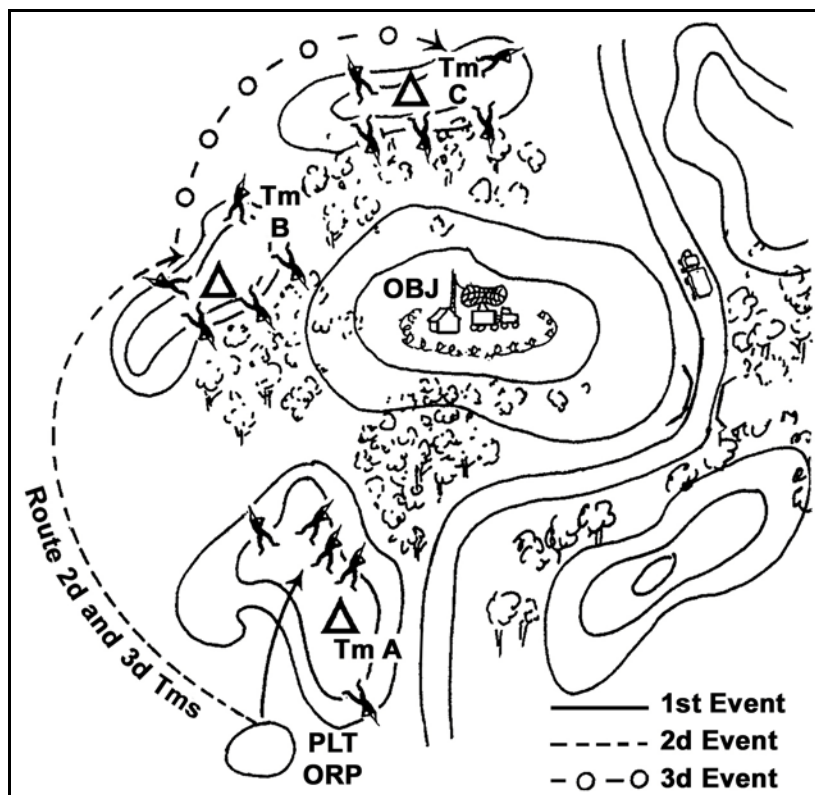 Tm
C
Tm
B
OBJ
Route 2d and 3d Tms
Tm A
PLT
ORP
1st Event
2d Event
3d Event